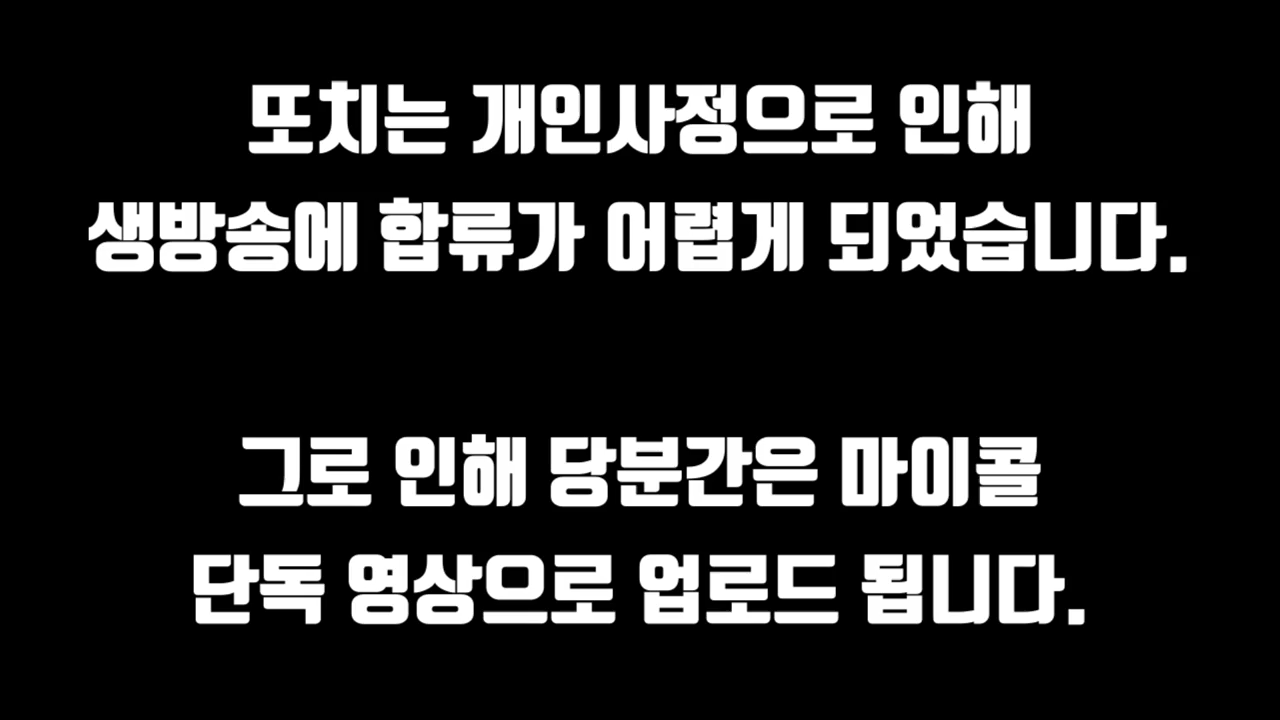 또치는 개인사정으로 인해
생방송에 합류가 어렵게 되었습니다.
그로 인해 당분간은 마이콜
단독 영상으로 업로드 됩니다.